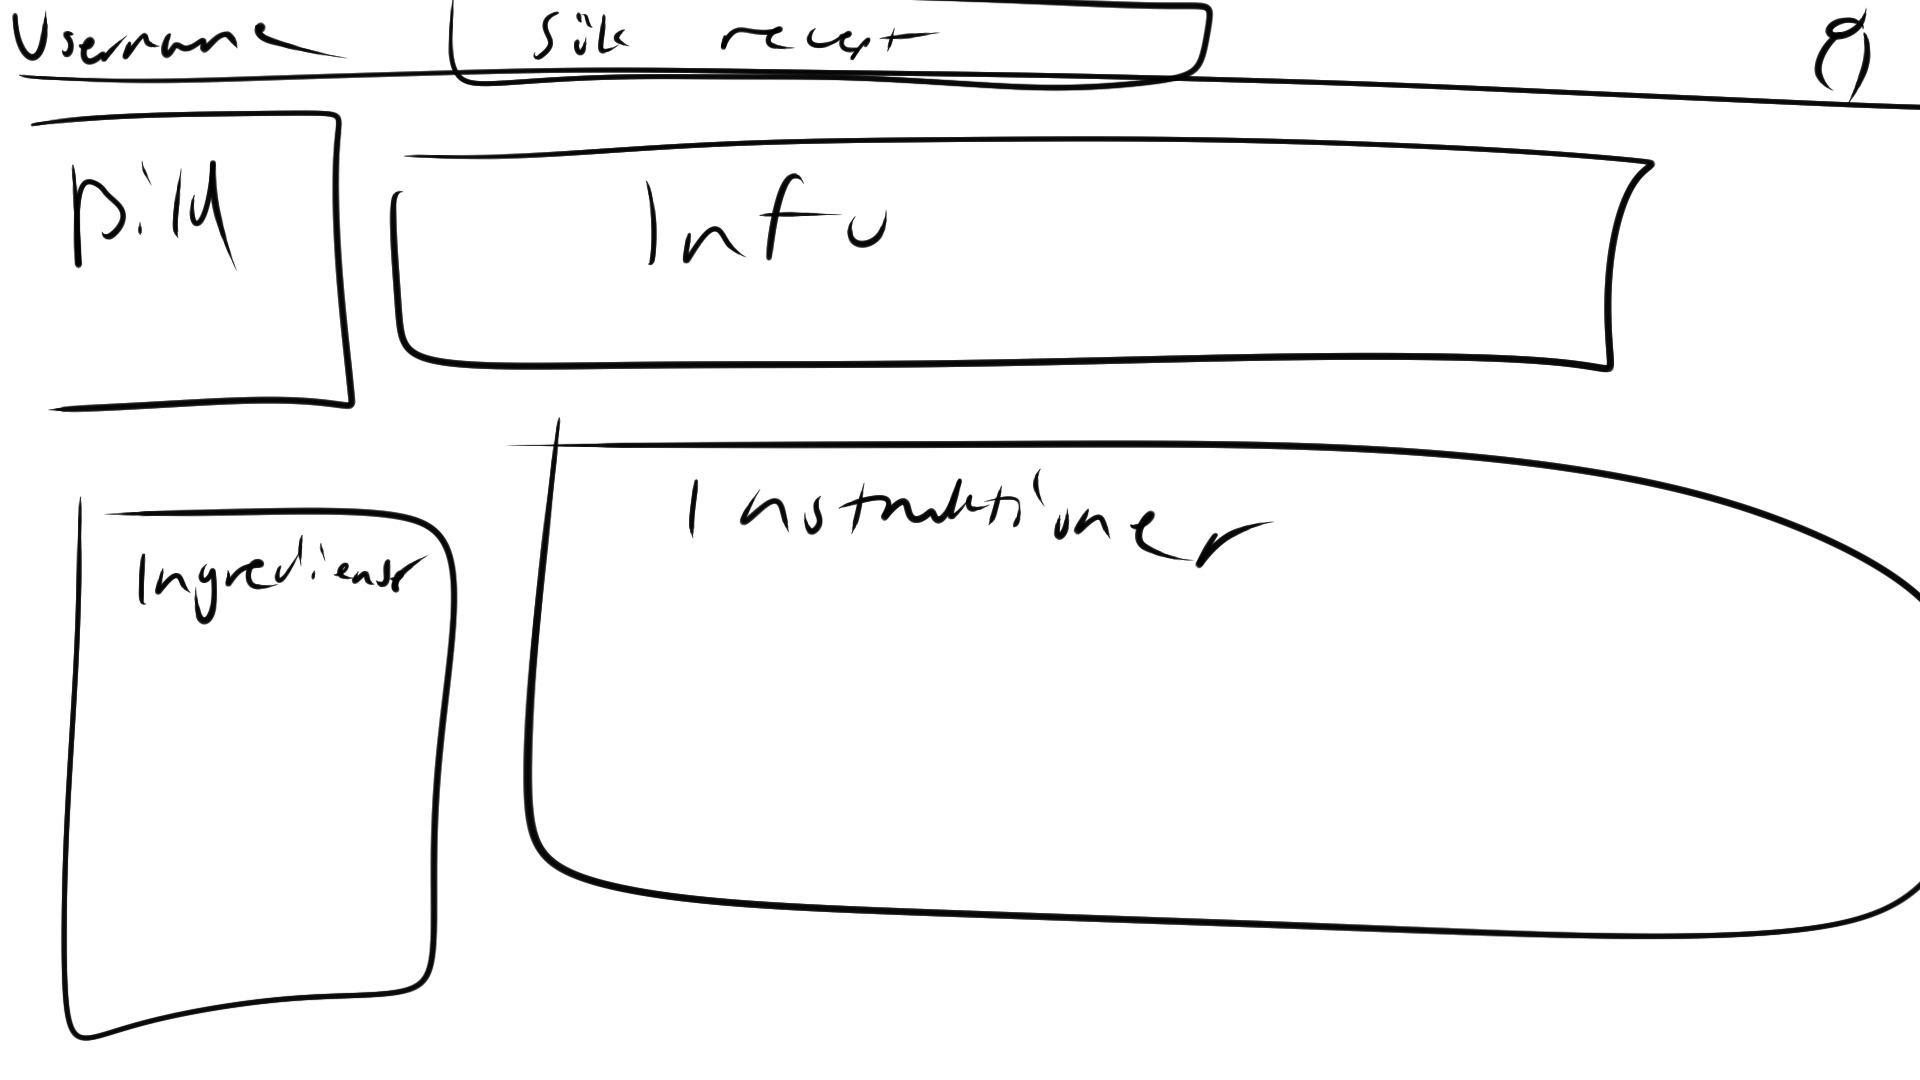 Username
Sök recept
Bild
Info
Ingredienser
Instruktioner